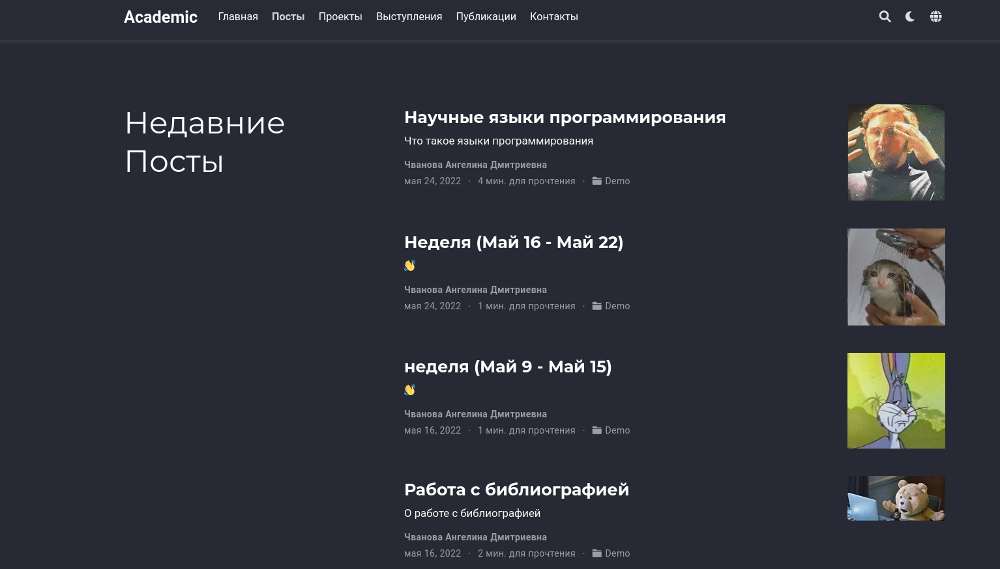 Academic Главная Посты Проекты Выступления Публикации Контакты
Недавние
Посты
Научные языки программирования
Что такое языки программирования
Чванова Ангелина Дмитриевна
мая 24, 2022 · 4 мин. для прочтения · Demo
Неделя (Май 16 - Май 22)
👋
Чванова Ангелина Дмитриевна
мая 24, 2022 · 1 мин. для прочтения · Demo
неделя (Май 9 - Май 15)
👋
Чванова Ангелина Дмитриевна
мая 16, 2022 · 1 мин. для прочтения · Demo
Работа с библиографией
О работе с библиографией
Чванова Ангелина Дмитриевна
мая 16, 2022 · 2 мин. для прочтения · Demo